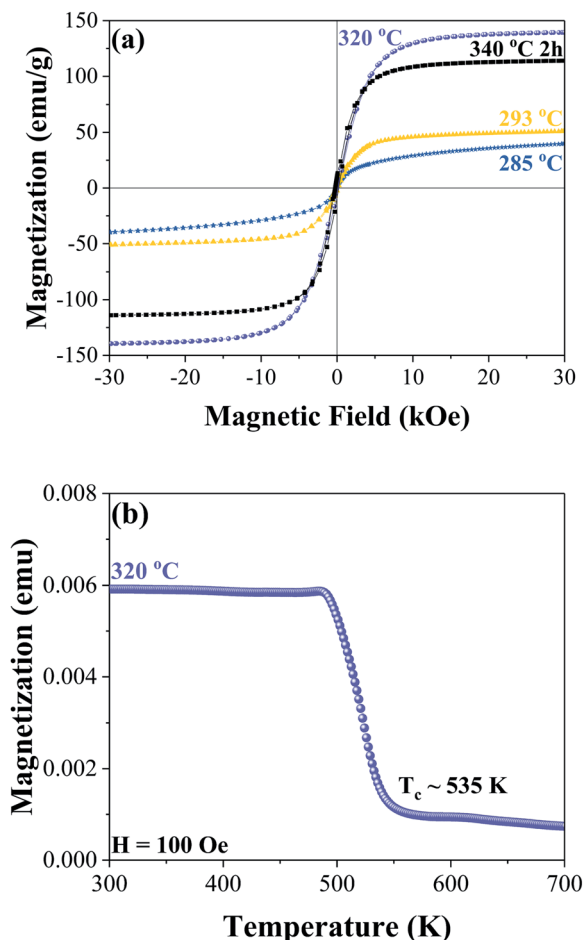 (a)
320 °C
340 °C 2h
293 °C
285 °C
150
100
50
0
-50
-100
-150
Magnetization (emu/g)
-30
-20
-10
0
10
20
30
Magnetic Field (kOe)
(b)
320 °C
0.008
0.006
0.004
0.002
0.000
Magnetization (emu)
T_c ~ 535 K
H = 100 Oe
300
400
500
600
700
Temperature (K)